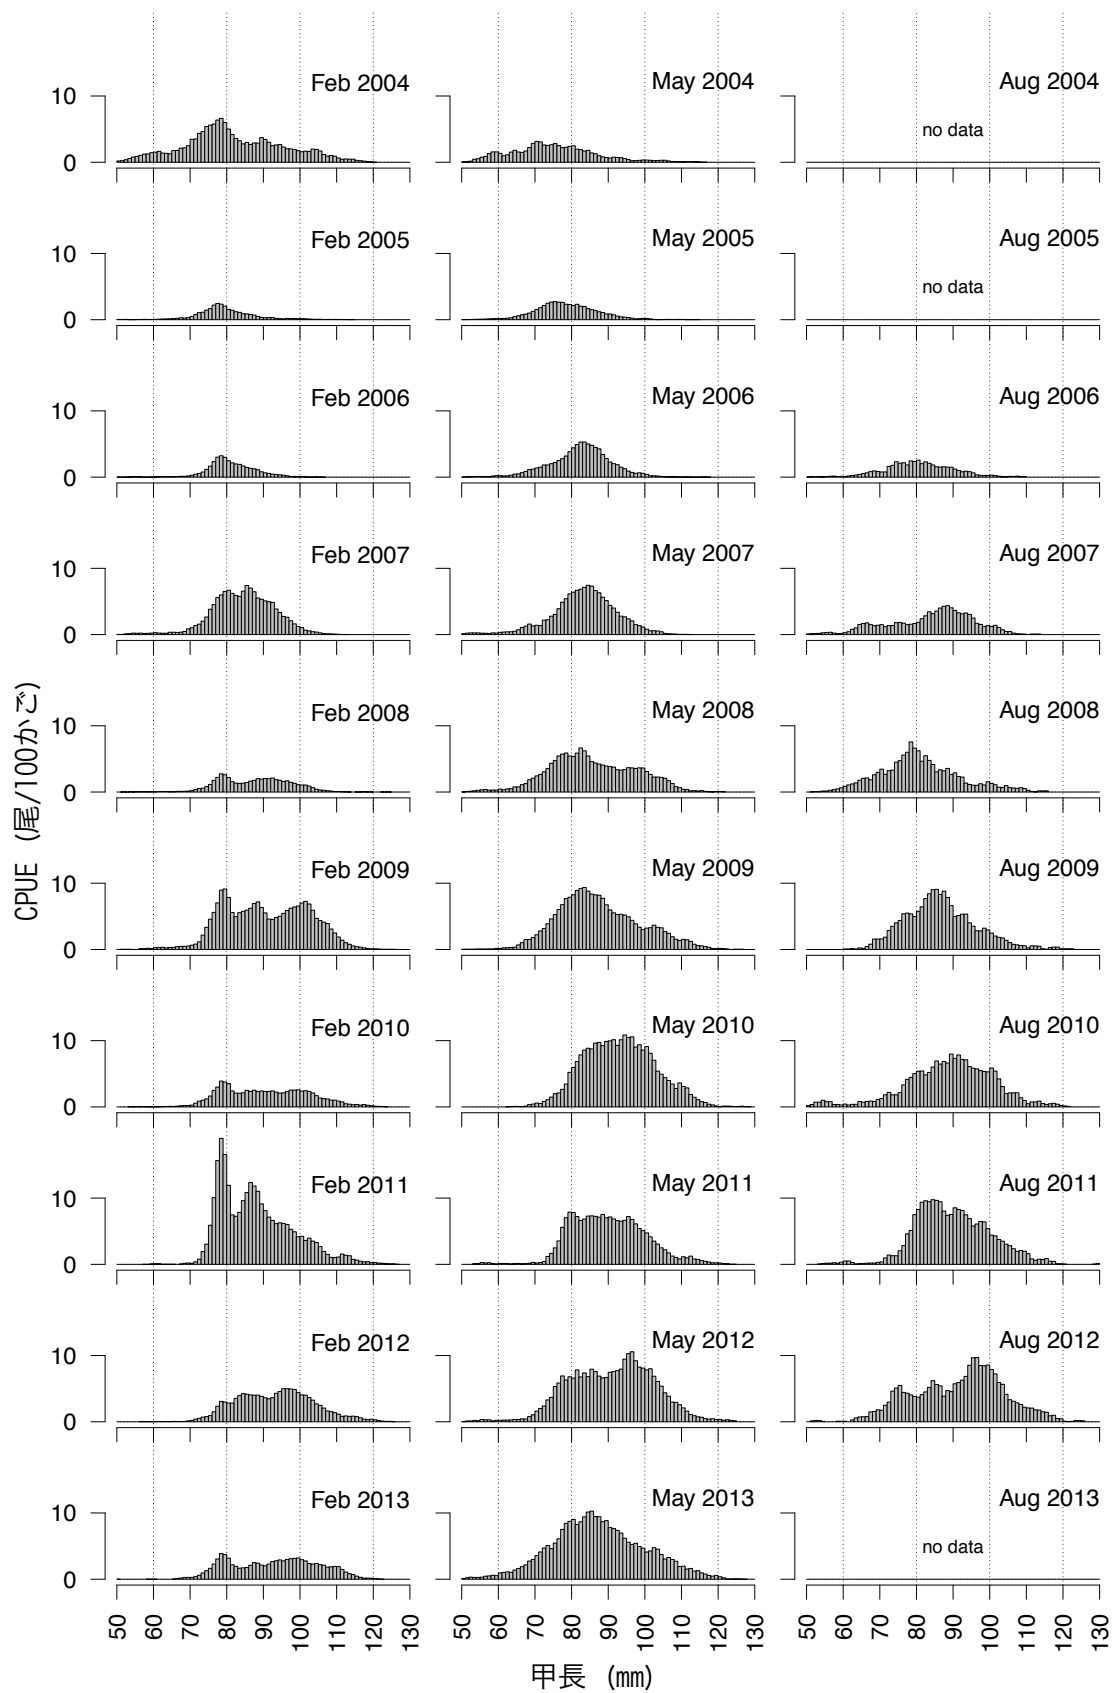 Feb 2004 May 2004 Aug 2004
10
no data
0
Feb 2005 May 2005 Aug 2005
10
no data
0
Feb 2006 May 2006 Aug 2006
10
0
Feb 2007 May 2007 Aug 2007
10
0
Feb 2008 May 2008 Aug 2008
10
0
CPUE (尾/100かご)
Feb 2009 May 2009 Aug 2009
10
0
Feb 2010 May 2010 Aug 2010
10
0
Feb 2011 May 2011 Aug 2011
10
0
Feb 2012 May 2012 Aug 2012
10
0
Feb 2013 May 2013 Aug 2013
10
no data
0
50 60 70 80 90 100 110 120 130 50 60 70 80 90 100 110 120 130 50 60 70 80 90 100 110 120 130
甲長 (mm)